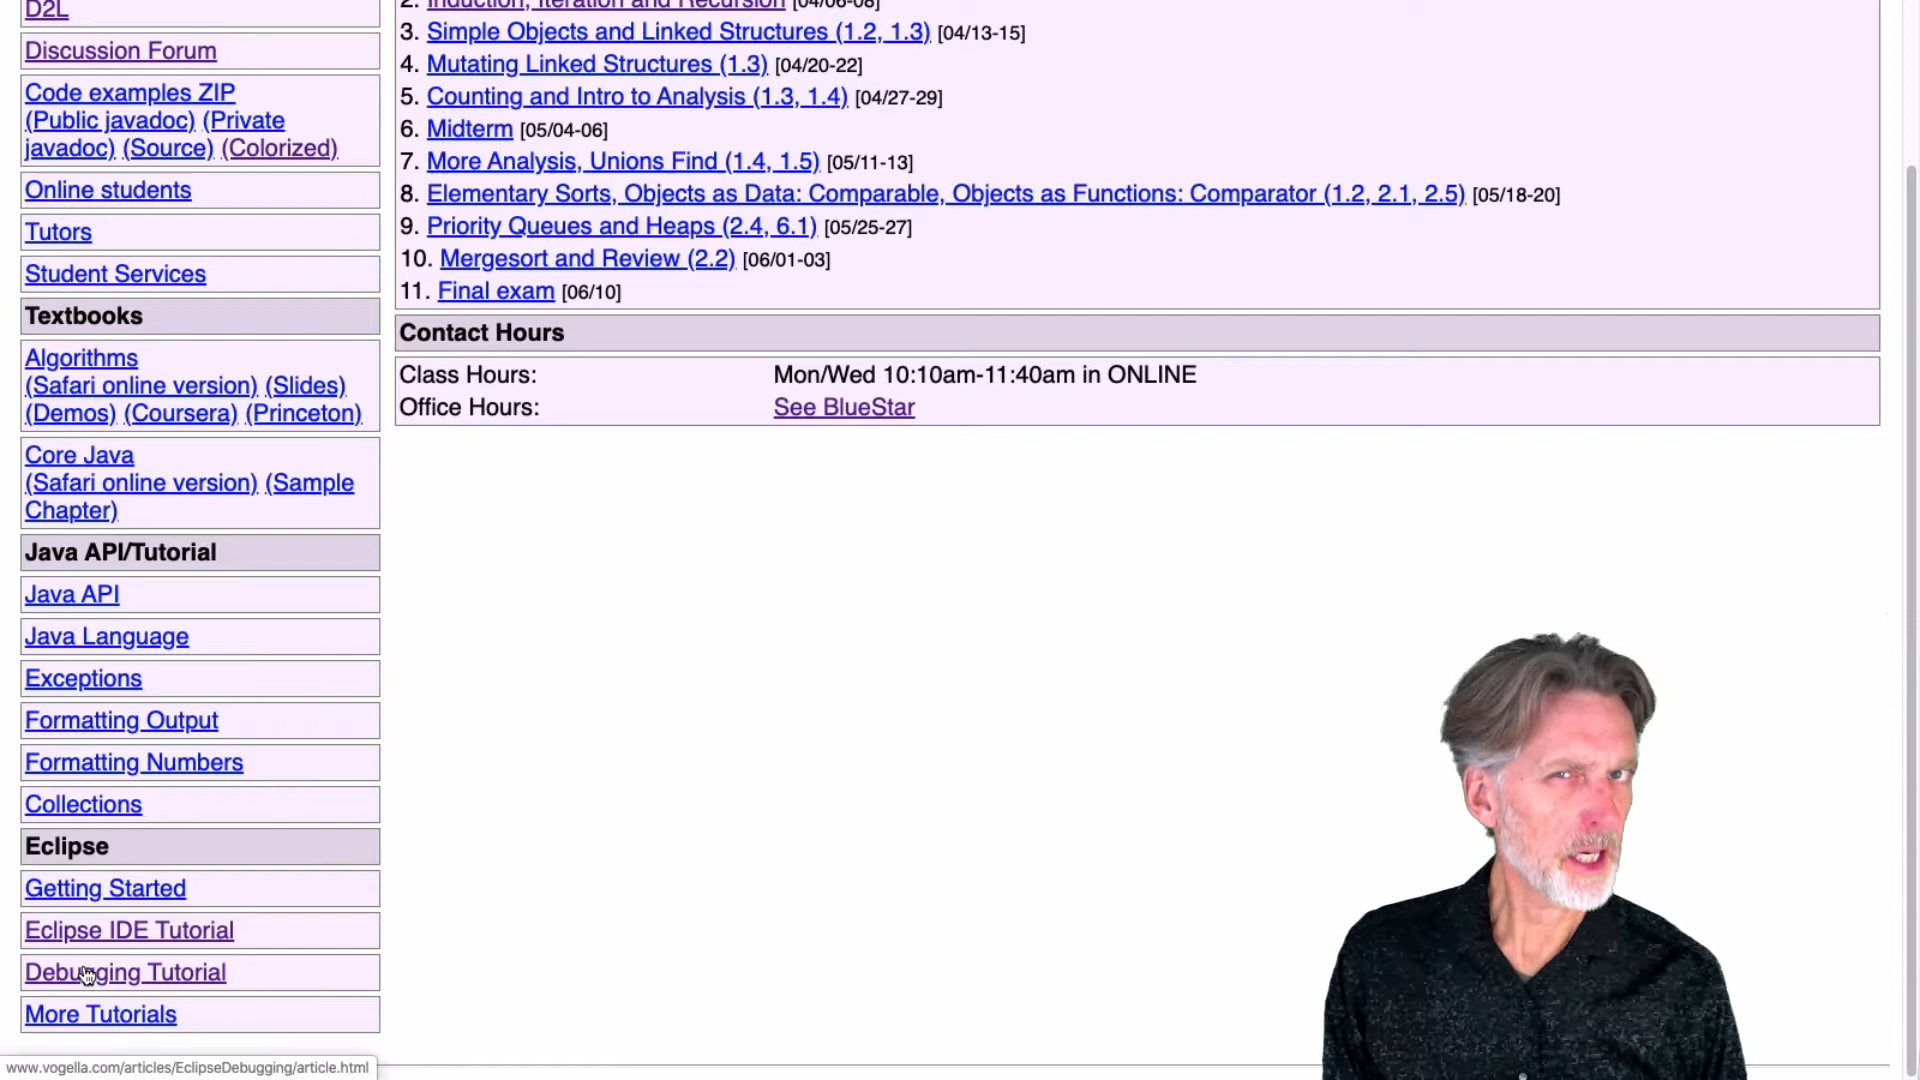 D2L
Discussion Forum
Code examples ZIP
(Public javadoc) (Private
javadoc) (Source) (Colorized)
Online students
Tutors
Student Services
Textbooks
Algorithms
(Safari online version) (Slides)
(Demos) (Coursera) (Princeton)
Core Java
(Safari online version) (Sample
Chapter)
Java API/Tutorial
Java API
Java Language
Exceptions
Formatting Output
Formatting Numbers
Collections
Eclipse
Getting Started
Eclipse IDE Tutorial
Debugging Tutorial
More Tutorials
2. Induction, Iteration and Recursion [04/06-08]
3. Simple Objects and Linked Structures (1.2, 1.3) [04/13-15]
4. Mutating Linked Structures (1.3) [04/20-22]
5. Counting and Intro to Analysis (1.3, 1.4) [04/27-29]
6. Midterm [05/04-06]
7. More Analysis, Unions Find (1.4, 1.5) [05/11-13]
8. Elementary Sorts, Objects as Data: Comparable, Objects as Functions: Comparator (1.2, 2.1, 2.5) [05/18-20]
9. Priority Queues and Heaps (2.4, 6.1) [05/25-27]
10. Mergesort and Review (2.2) [06/01-03]
11. Final exam [06/10]
Contact Hours
Class Hours: Mon/Wed 10:10am-11:40am in ONLINE
Office Hours: See BlueStar
www.vogella.com/articles/EclipseDebugging/article.html